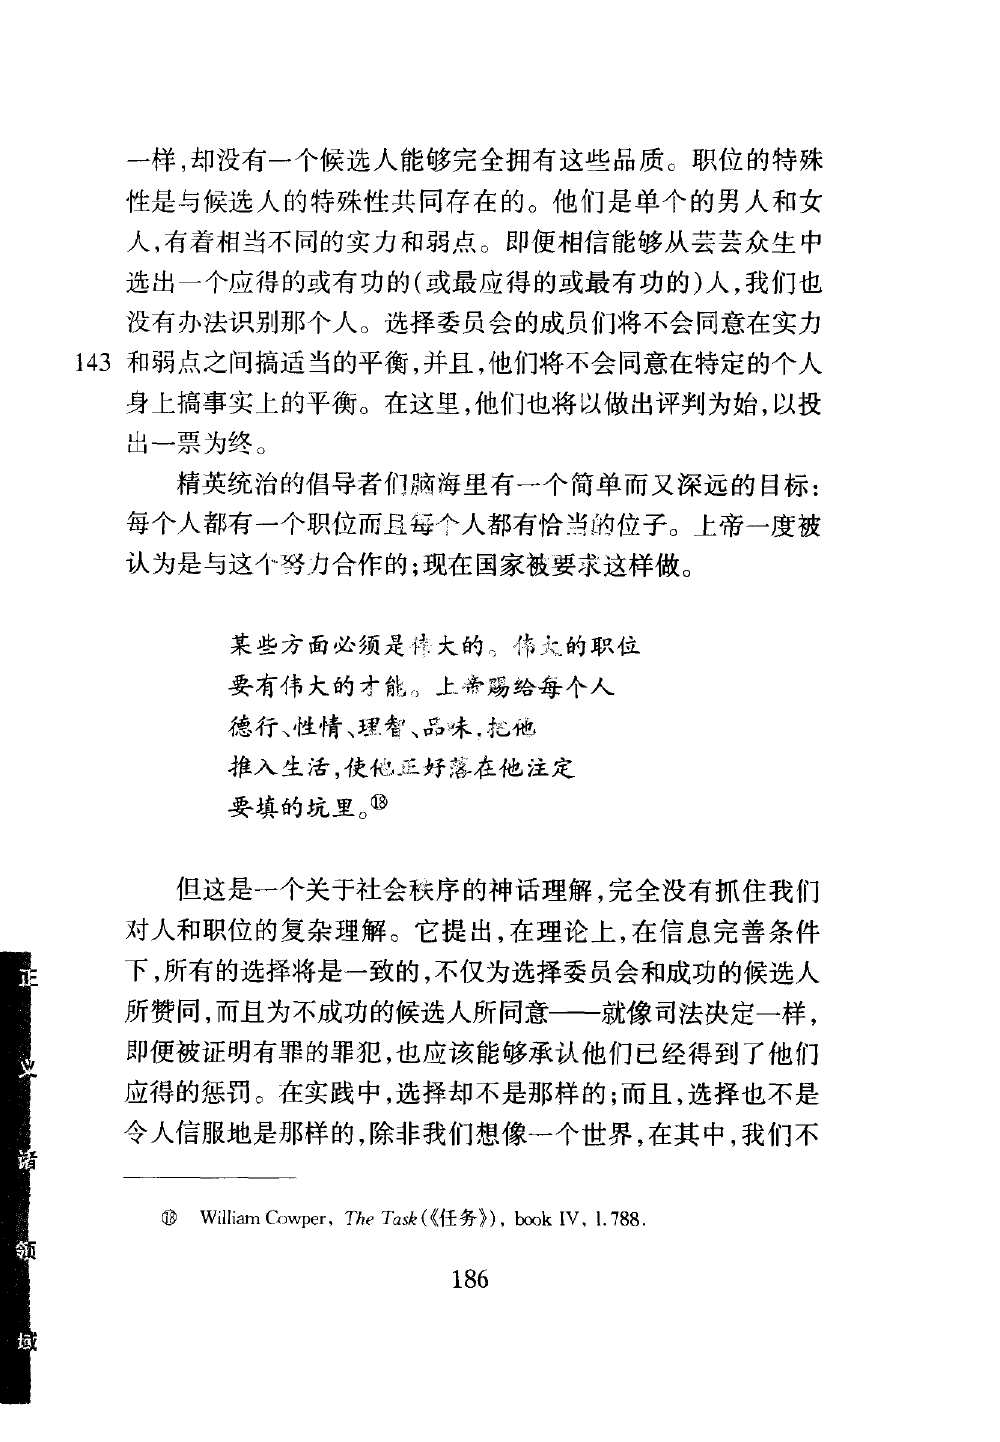 一样,却没有一个候选人能够完全拥有这些品质。职位的特殊
性是与候选人的特殊性共同存在的。他们是单个的男人和女
人,有着相当不同的实力和弱点。即便相信能够从芸芸众生中
选出一个应得的或有功的(或最应得的或最有功的)人,我们也
没有办法识别那个人。选择委员会的成员们将不会同意在实力
143 和弱点之间搞适当的平衡,并且,他们将不会同意在特定的个人
身上搞事实上的平衡。在这里,他们也将以做出评判为始,以投
出一票为终。
精英统治的倡导者们脑海里有一个简单而又深远的目标:
每个人都有一个职位而且每个人都有恰当的位子。上帝一度被
认为是与这个努力合作的;现在国家被要求这样做。
某些方面必须是伟大的。伟大的职位
要有伟大的才能。上帝赐给每个人
德行、性情、理智、品味,把他
推入生活,使他正好落在他注定
要填的坑里。⑱
但这是一个关于社会秩序的神话理解,完全没有抓住我们
对人和职位的复杂理解。它提出,在理论上,在信息完善条件
下,所有的选择将是一致的,不仅为选择委员会和成功的候选人
所赞同,而且为不成功的候选人所同意——就像司法决定一样,
即便被证明有罪的罪犯,也应该能够承认他们已经得到了他们
应得的惩罚。在实践中,选择却不是那样的;而且,选择也不是
令人信服地是那样的,除非我们想像一个世界,在其中,我们不
⑱ William Cowper, The Task(《任务》), book IV, l.788.
186
正
义
诸
领
域